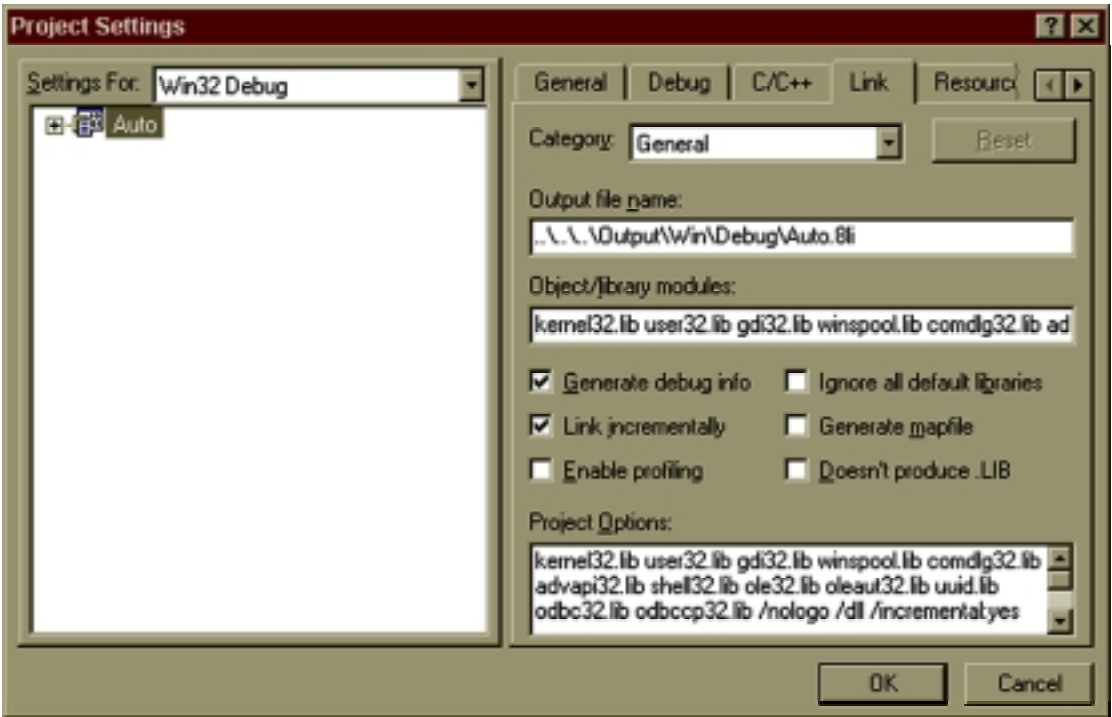 Project Settings
Settings For: Win32 Debug
Auto
General Debug C/C++ Link Resourc
Category: General Reset
Output file name:
..\..\..\Output\Win\Debug\Auto.8li
Object/library modules:
kernel32.lib user32.lib gdi32.lib winspool.lib comdlg32.lib ad
Generate debug info Ignore all default libraries
Link incrementally Generate mapfile
Enable profiling Doesn't produce .LIB
Project Options:
kernel32.lib user32.lib gdi32.lib winspool.lib comdlg32.lib
advapi32.lib shell32.lib ole32.lib oleaut32.lib uuid.lib
odbc32.lib odbccp32.lib /nologo /dll /incremental:yes
OK Cancel